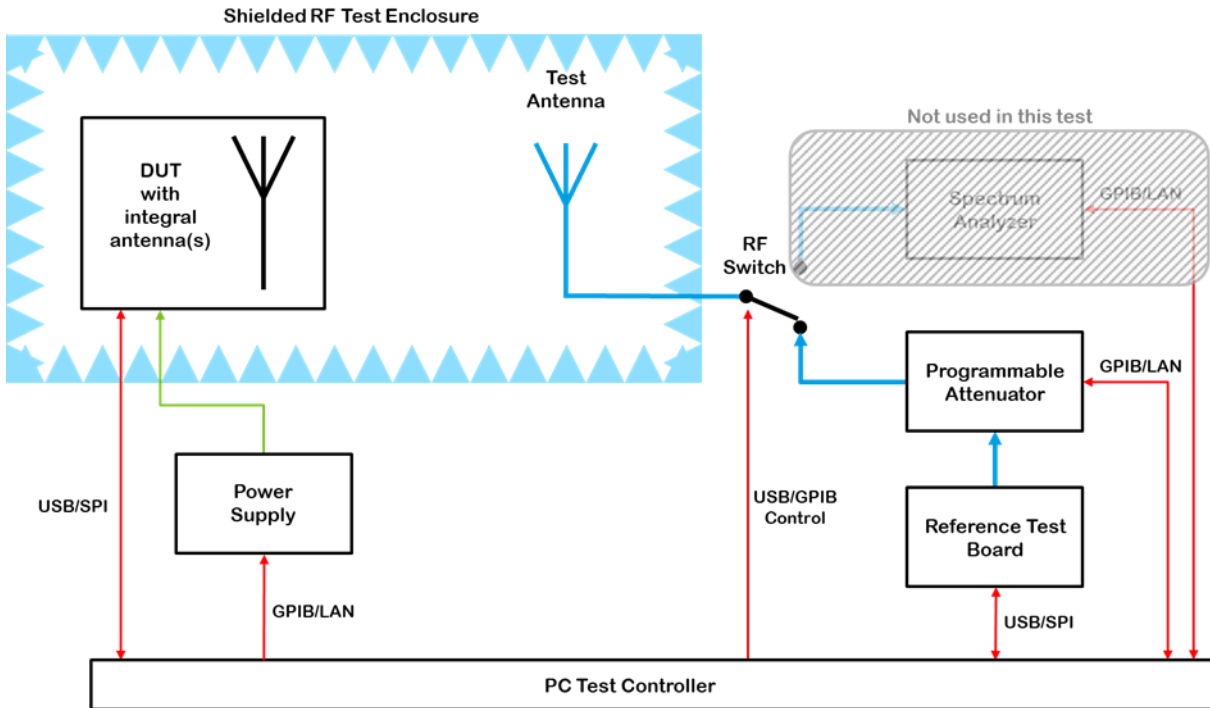 Shielded RF Test Enclosure
Test
Antenna
Not used in this test
DUT
with
integral
antenna(s)
Spectrum
Analyzer
GPIB/LAN
RF
Switch
Programmable
Attenuator
GPIB/LAN
Power
Supply
USB/SPI
USB/GPIB
Control
Reference Test
Board
GPIB/LAN
USB/SPI
PC Test Controller